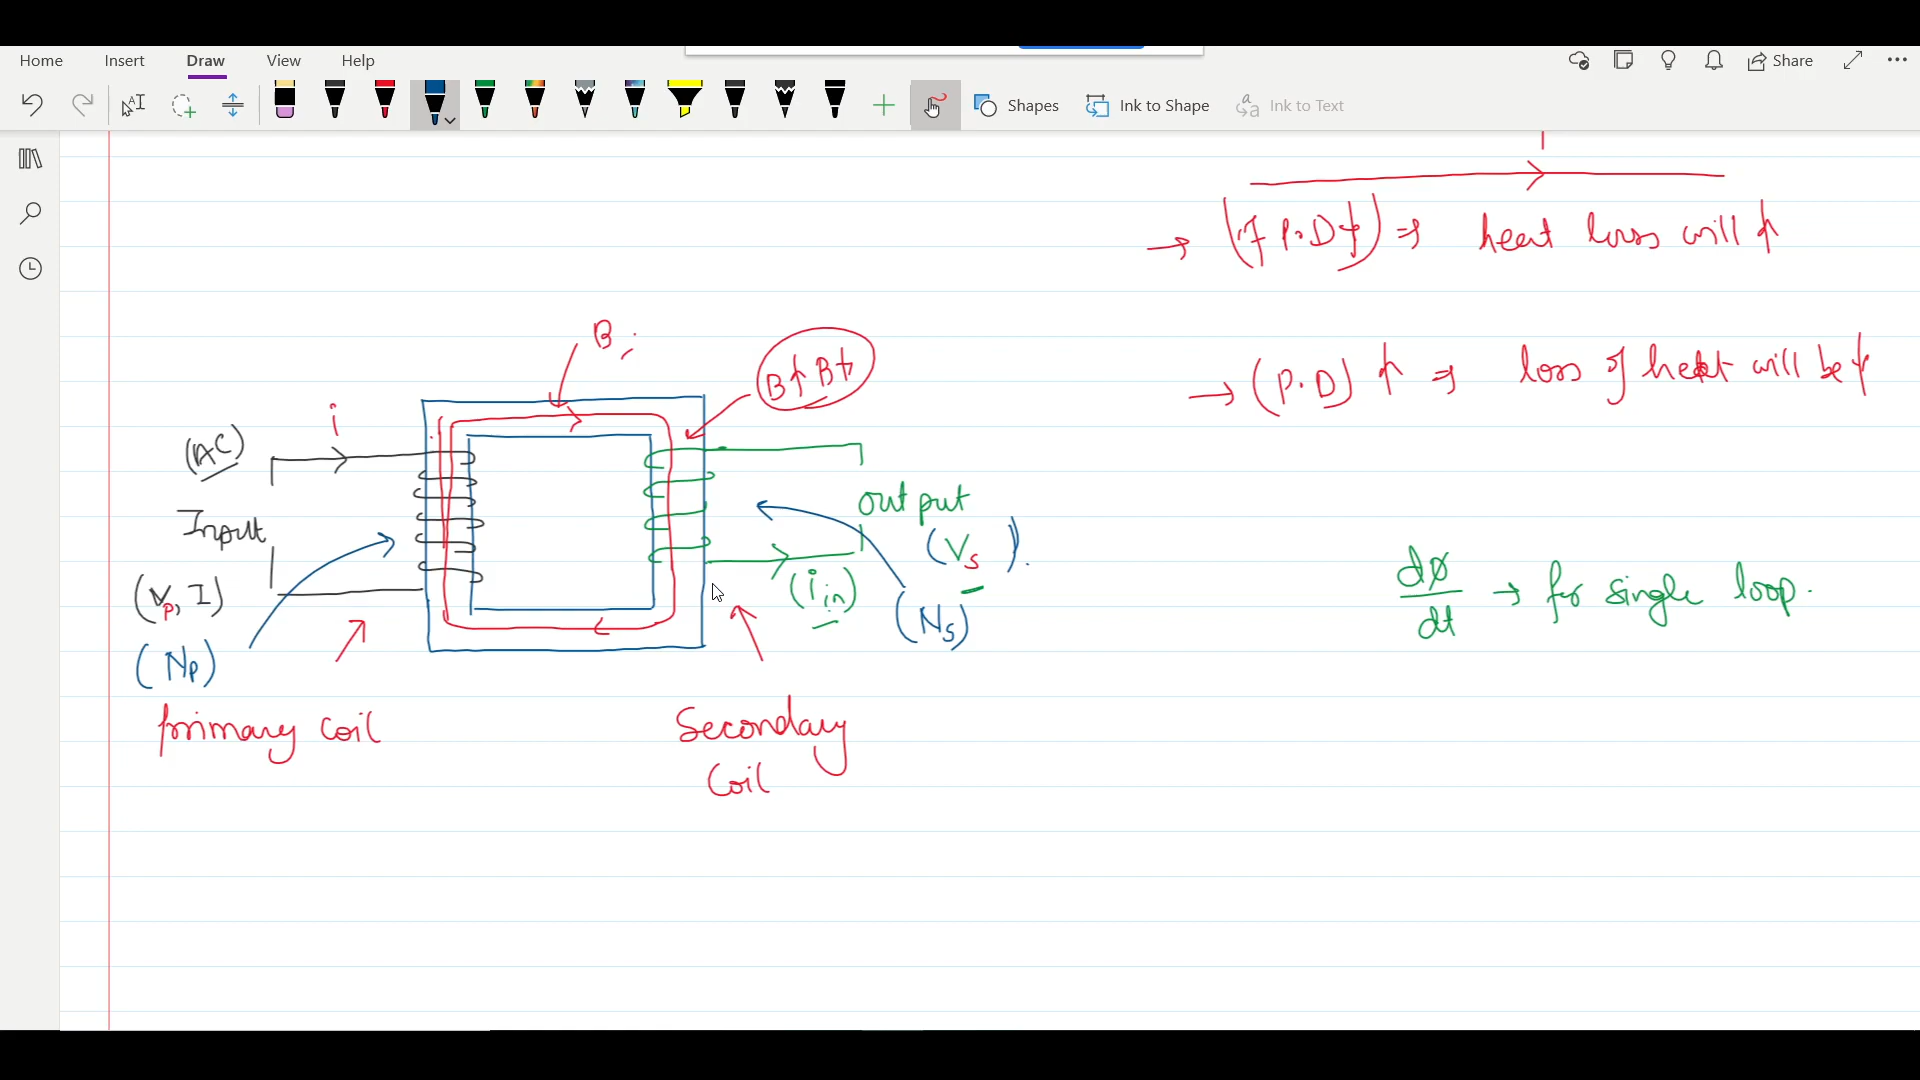 Home Insert Draw View Help
Share
Shapes Ink to Shape Ink to Text
→ (if P.D ↓) ⇒ heat loss will ↑
→ (P.D) ↑ ⇒ loss of heat will be ↓
B
B↑ B↓
i
(AC)
Input
output
(Vs)
(Vp, I)
(iin)
(Ns)
(Np)
dφ/dt → for single loop.
primary coil
Secondary
Coil